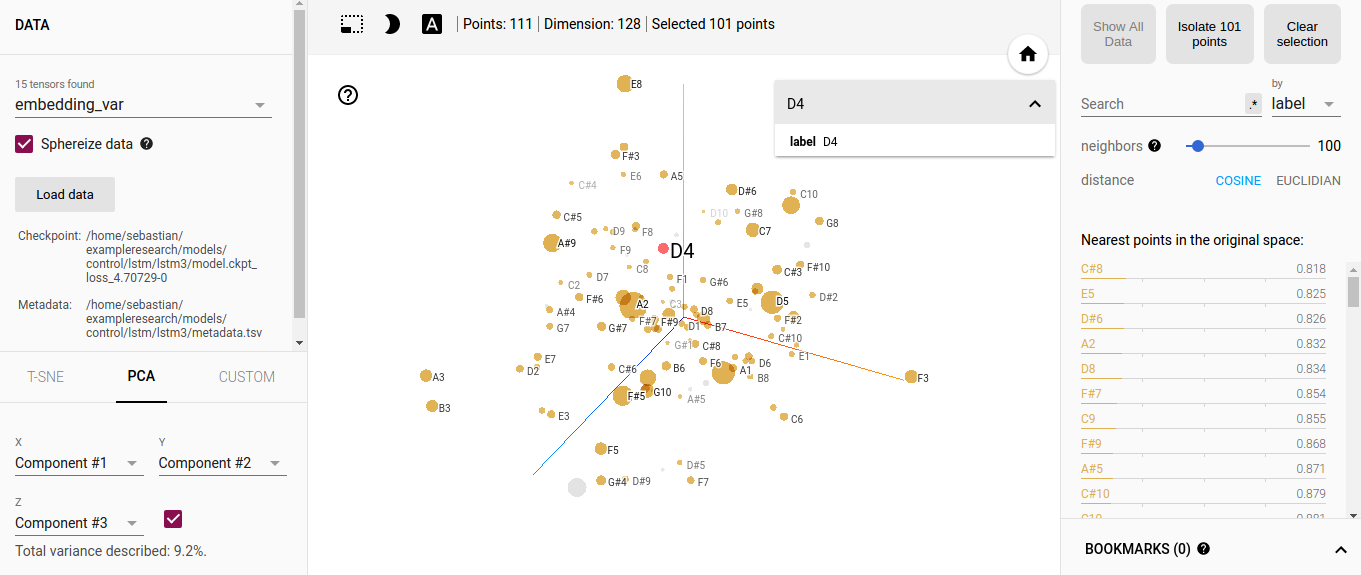 DATA
15 tensors found
embedding_var
Sphereize data
Load data
Checkpoint: /home/sebastian/
exampleresearch/models/
control/lstm/lstm3/model.ckpt_
loss_4.70729-0
Metadata: /home/sebastian/
exampleresearch/models/
control/lstm/lstm3/metadata.tsv
T-SNE PCA CUSTOM
X Y
Component #1 Component #2
Z
Component #3
Total variance described: 9.2%.
A Points: 111 Dimension: 128 Selected 101 points
D4
label D4
E8
F#3
C#4 E6 A5
D#6 C10
C#5 D10 G#8 G8
A#9 D9 F8 C7
F9 D4
C8 C#3 F#10
C2 D7 F1 G#6
F#6 A2 C3 E5 D5 D#2
A#4 D8
G7 G#7 F#7 F#9 D1 B7 F#2
G#1 C#8 C#10
E7 E1
D2 C#6 B6 F6 A1 D6
A3 B8 F3
B3 F#5 G10 A#5
E3 C6
F5
D#5
G#4 D#9 F7
Show All
Data
Isolate 101
points
Clear
selection
Search .* by
label
neighbors 100
distance COSINE EUCLIDIAN
Nearest points in the original space:
C#8 0.818
E5 0.825
D#6 0.826
A2 0.832
D8 0.834
F#7 0.854
C9 0.855
F#9 0.868
A#5 0.871
C#10 0.879
BOOKMARKS (0)